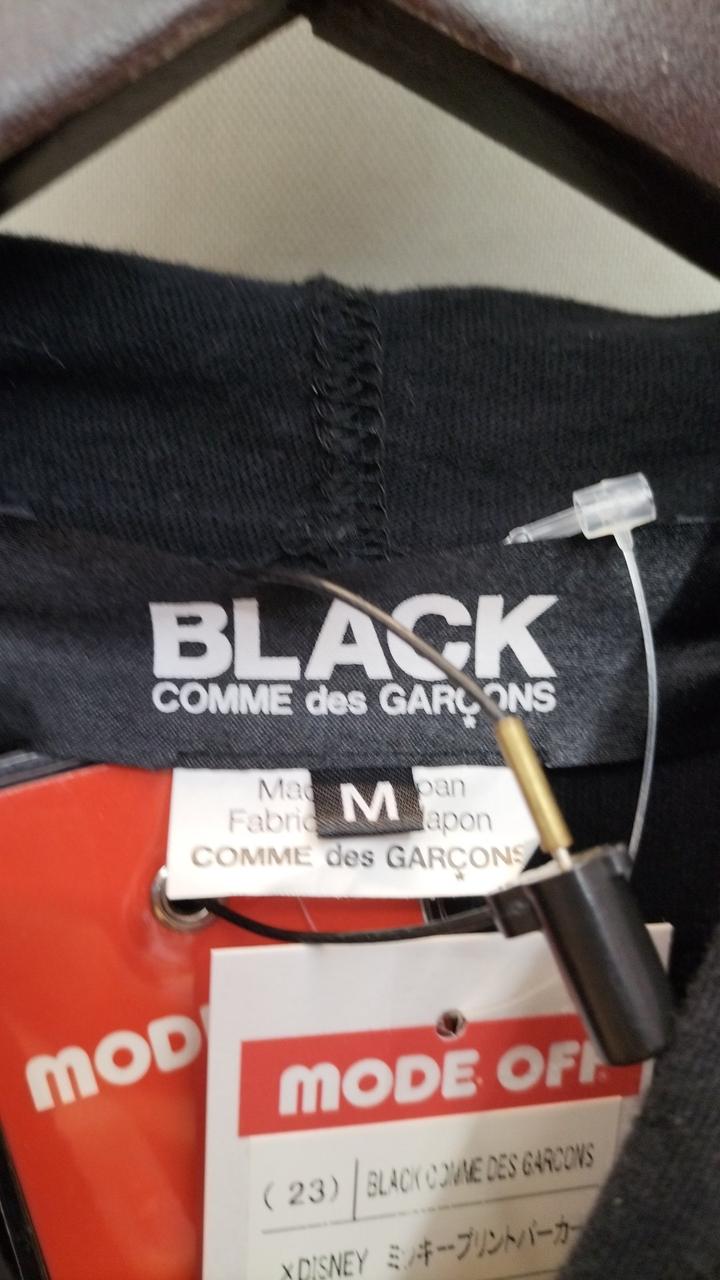 BLACK
COMME des GARÇONS
M
COMME des GARÇONS
MODE
MODE OFF
(23) BLACK COMME DES GARCONS
×DISNEY ミッキープリントパーカー